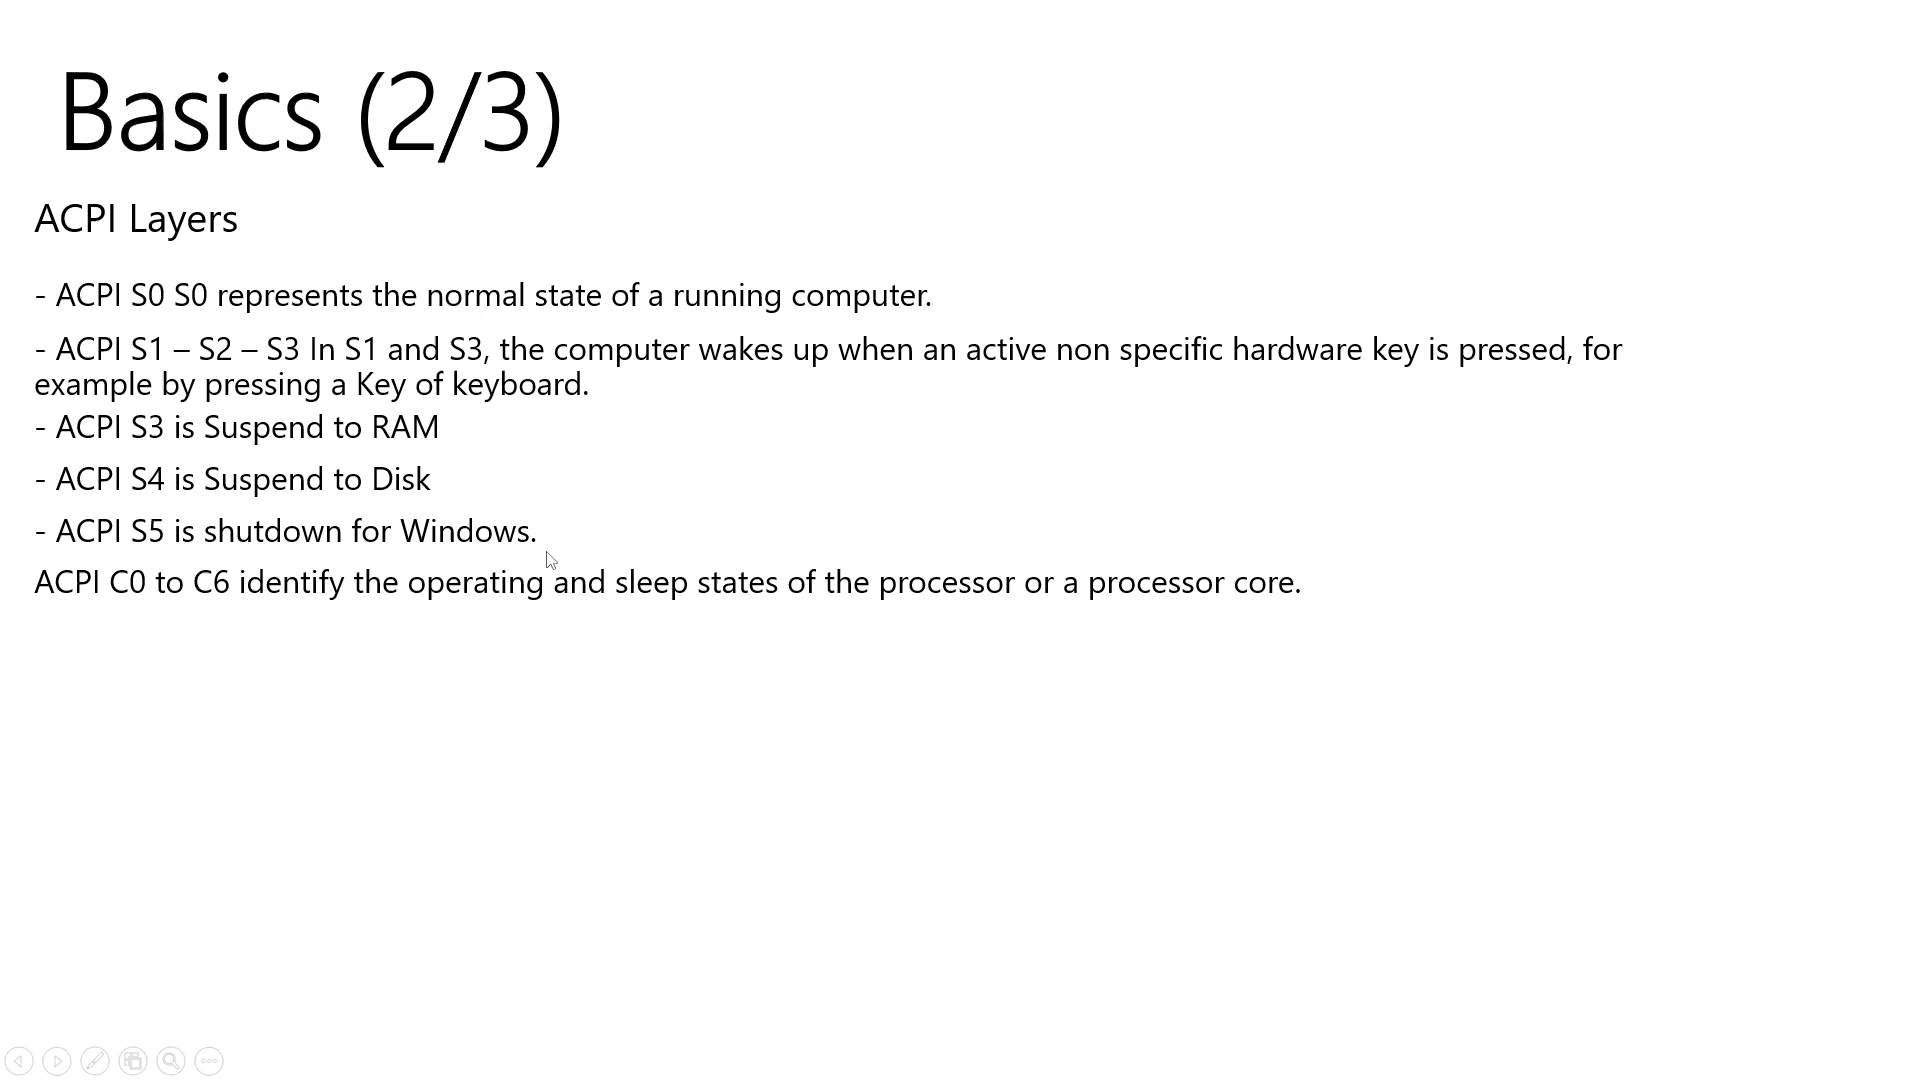 Basics (2/3)
ACPI Layers
- ACPI S0 S0 represents the normal state of a running computer.
- ACPI S1 – S2 – S3 In S1 and S3, the computer wakes up when an active non specific hardware key is pressed, for
example by pressing a Key of keyboard.
- ACPI S3 is Suspend to RAM
- ACPI S4 is Suspend to Disk
- ACPI S5 is shutdown for Windows.
ACPI C0 to C6 identify the operating and sleep states of the processor or a processor core.